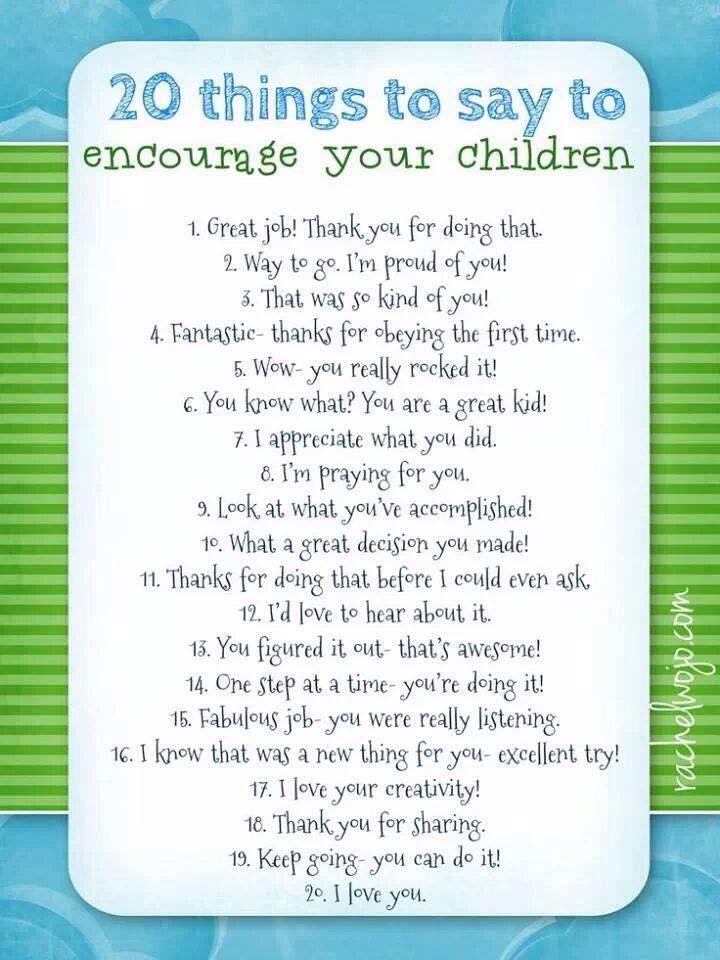 20 things to say to
encourage your children
1. Great job! Thank you for doing that.
2. Way to go. I'm proud of you!
3. That was so kind of you!
4. Fantastic- thanks for obeying the first time.
5. Wow- you really rocked it!
6. You know what? You are a great kid!
7. I appreciate what you did.
8. I'm praying for you.
9. Look at what you've accomplished!
10. What a great decision you made!
11. Thanks for doing that before I could even ask.
12. I'd love to hear about it.
13. You figured it out- that's awesome!
14. One step at a time- you're doing it!
15. Fabulous job- you were really listening.
16. I know that was a new thing for you- excellent try!
17. I love your creativity!
18. Thank you for sharing.
19. Keep going- you can do it!
20. I love you.
rachelwojo.com